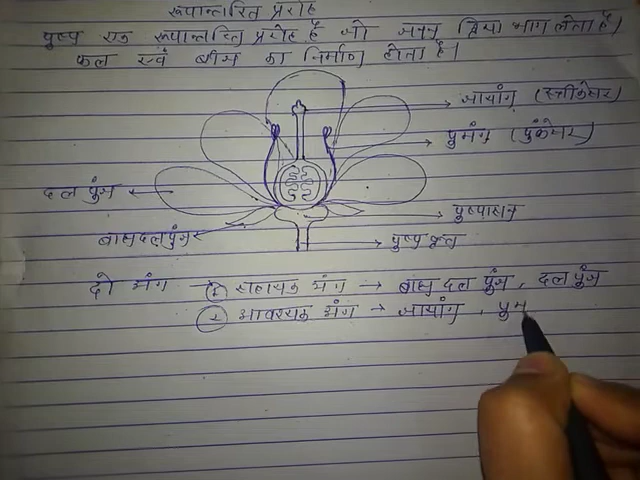 रूपान्तरित प्ररोह
पुष्प एक रूपान्तरित प्ररोह है जो जनन क्रिया भाग लेता है।
फल एवं बीज का निर्माण होता है।
जायांग (स्त्रीकेसर)
पुमंग (पुंकेसर)
दल पुंज
पुष्पासन
बाह्यदलपुंज
पुष्प वृन्त
दो अंग → ① सहायक अंग → बाह्य दल पुंज, दल पुंज
② आवश्यक अंग → जायांग, पुम